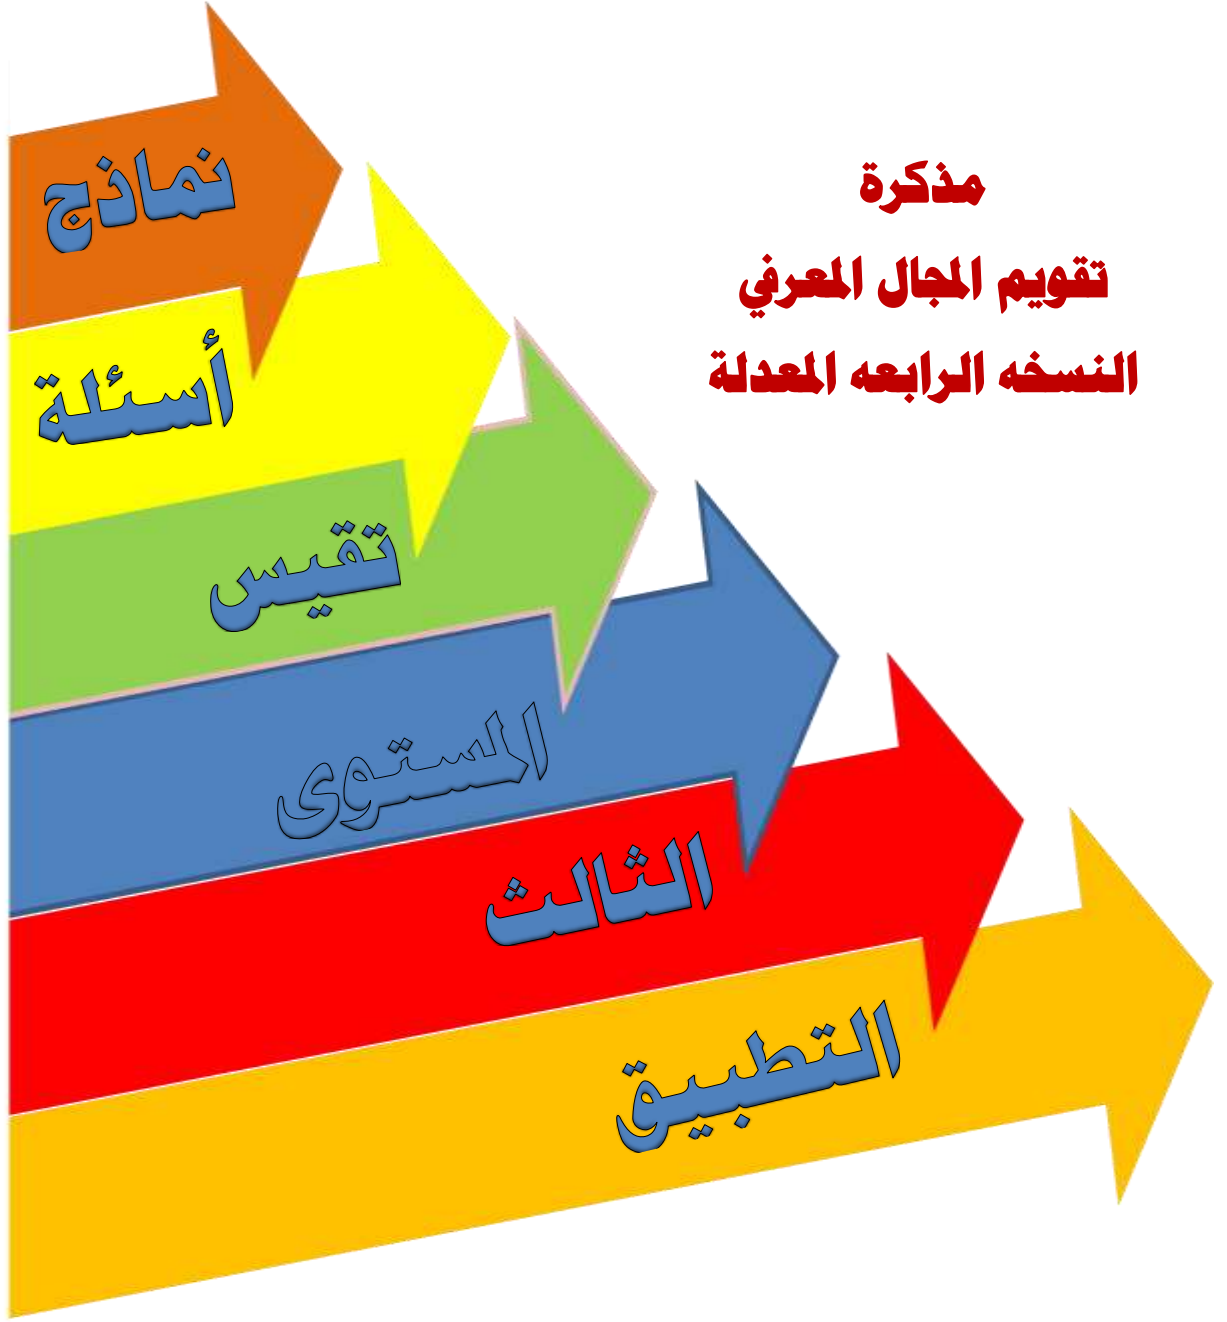 مذكرة
تقويم المجال المعرفي
النسخه الرابعه المعدلة
نماذج
أسئلة
تقيس
المستوى
الثالث
التطبيق